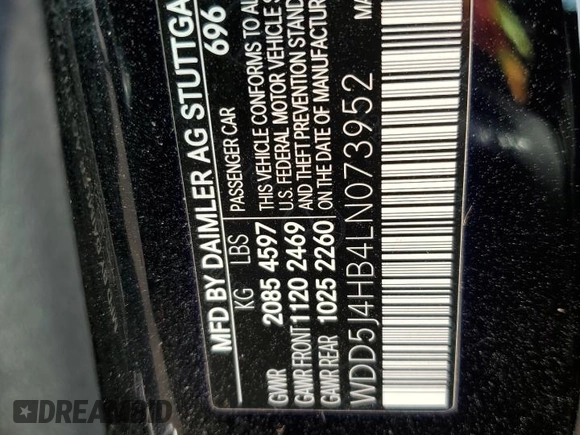 MFD BY DAIMLER AG STUTTGA
696
KG LBS PASSENGER CAR
GVWR 2085 4597 THIS VEHICLE CONFORMS TO AL
GAWR FRONT 1120 2469 U.S. FEDERAL MOTOR VEHICLE S
GAWR REAR 1025 2260 AND THEFT PREVENTION STAND
ON THE DATE OF MANUFACTUR
WDD5J4HB4LN073952
MA
DREAMBID